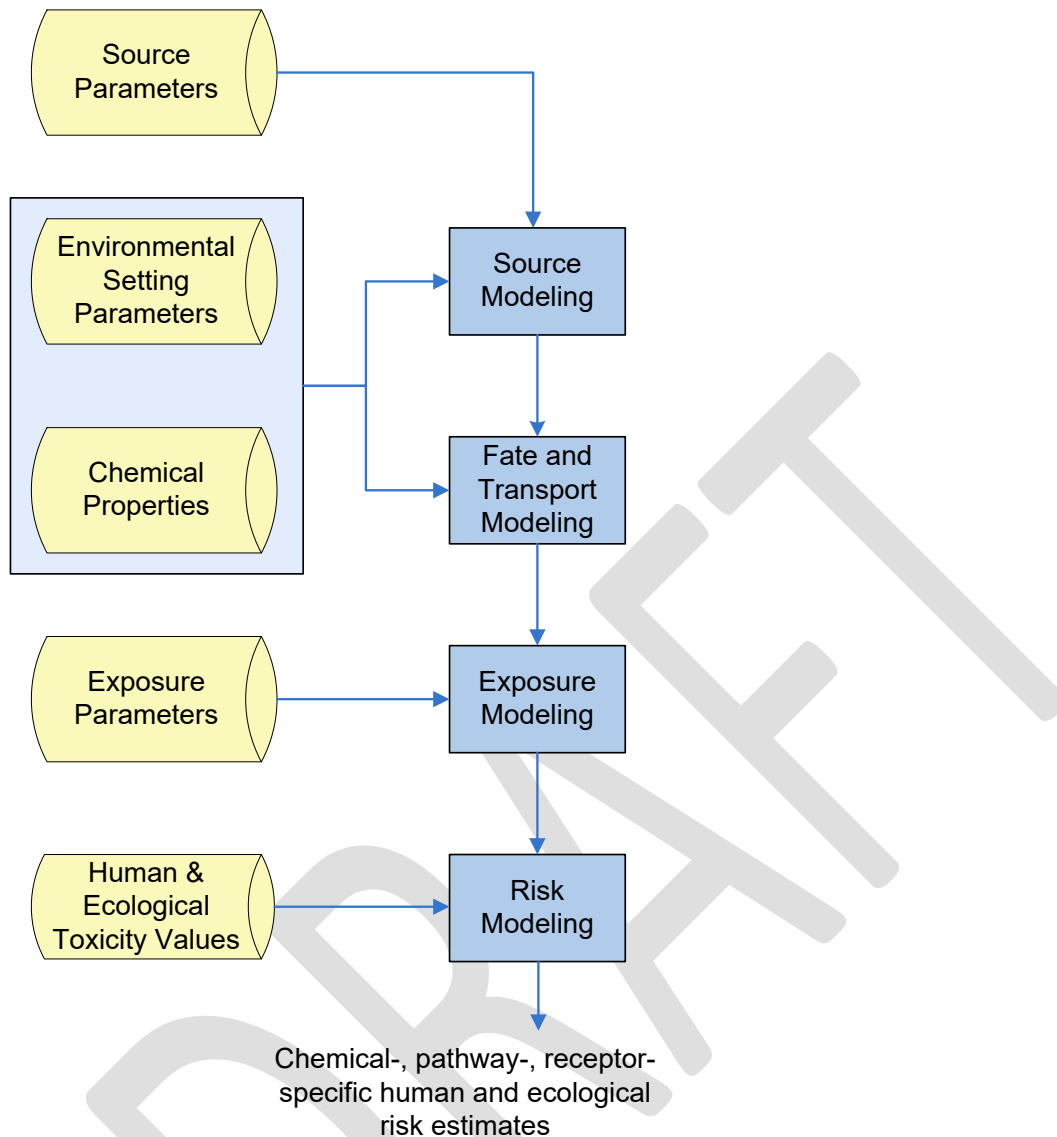 Source
Parameters
Environmental
Setting
Parameters
Source
Modeling
Chemical
Properties
Fate and
Transport
Modeling
Exposure
Parameters
Exposure
Modeling
Human &
Ecological
Toxicity Values
Risk
Modeling
Chemical-, pathway-, receptor-
specific human and ecological
risk estimates
DRAFT